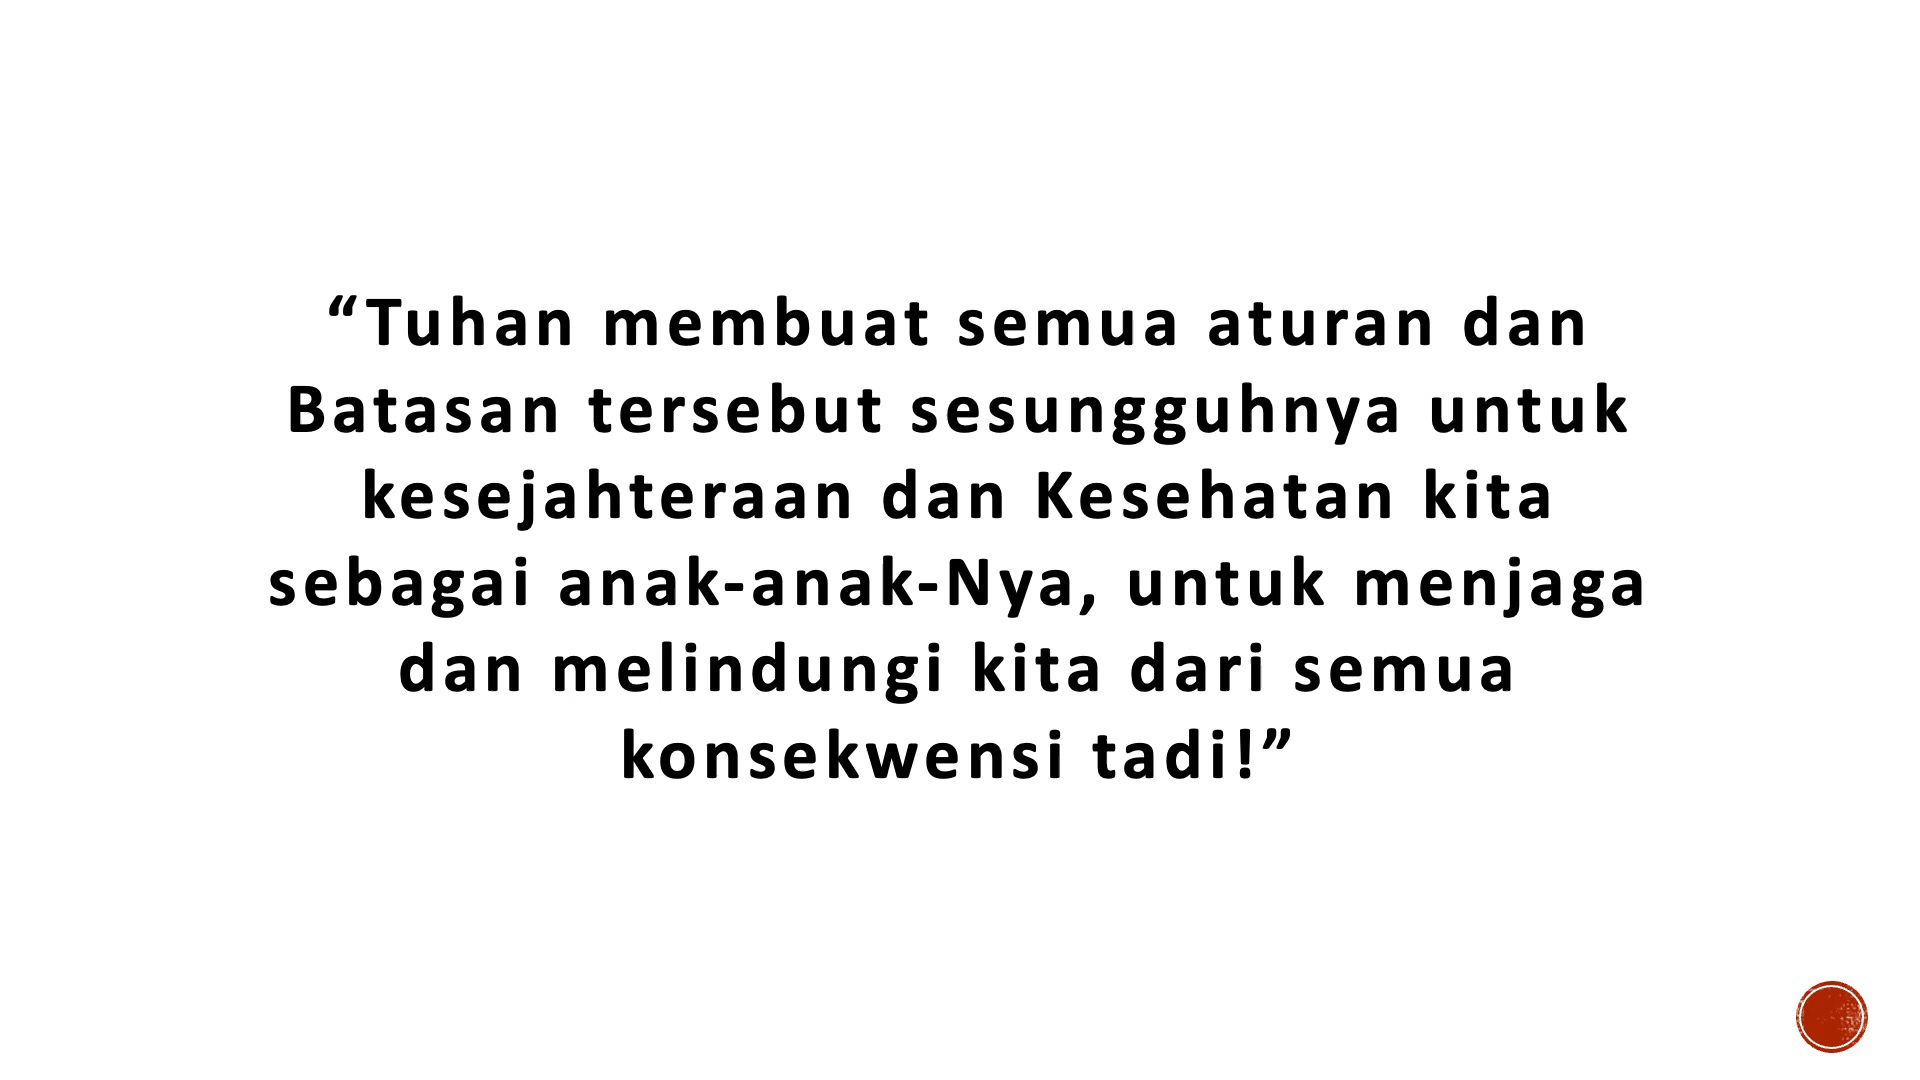 “Tuhan membuat semua aturan dan
Batasan tersebut sesungguhnya untuk
kesejahteraan dan Kesehatan kita
sebagai anak-anak-Nya, untuk menjaga
dan melindungi kita dari semua
konsekwensi tadi!”